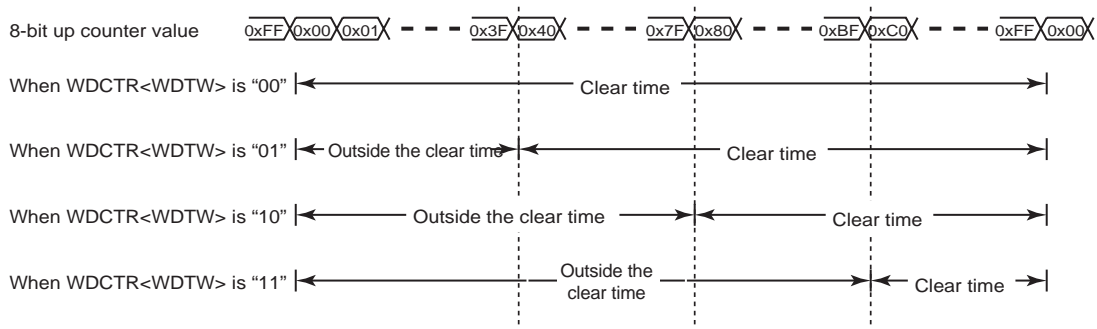 8-bit up counter value 0xFF 0x00 0x01 0x3F 0x40 0x7F 0x80 0xBF 0xC0 0xFF 0x00
When WDCTR<WDTW> is “00” Clear time
When WDCTR<WDTW> is “01” Outside the clear time Clear time
When WDCTR<WDTW> is “10” Outside the clear time Clear time
When WDCTR<WDTW> is “11” Outside the clear time Clear time